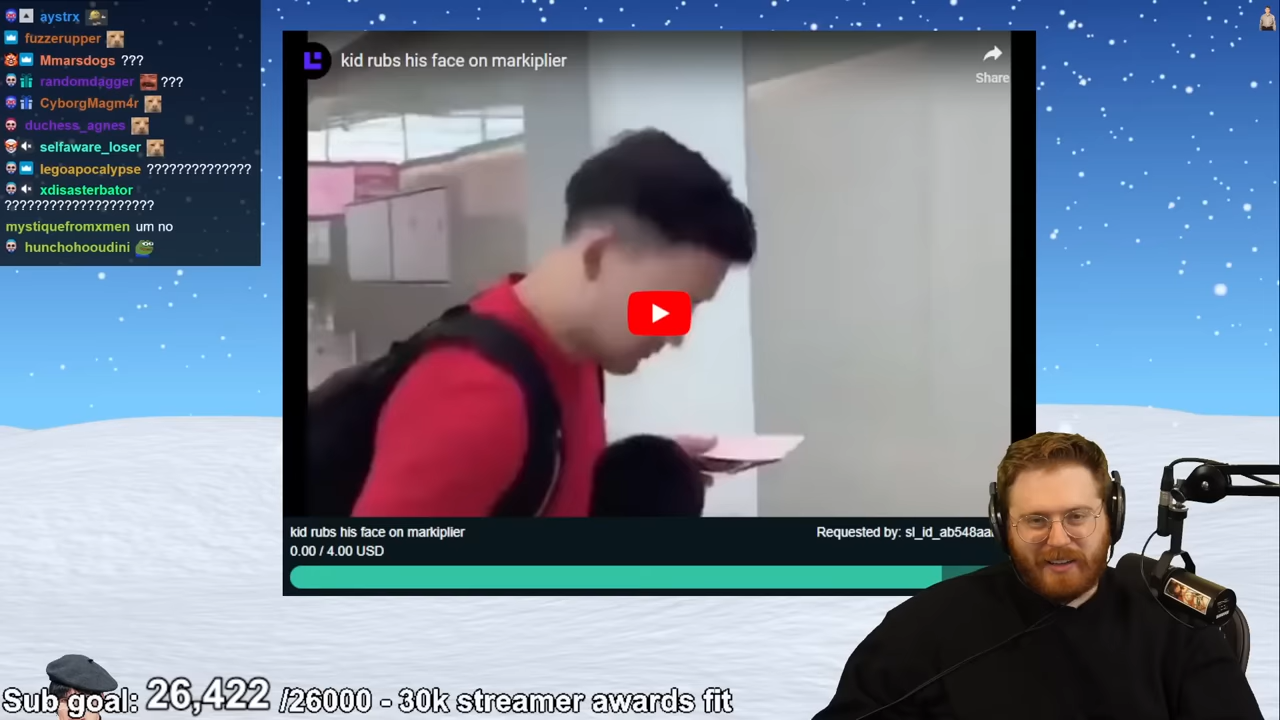 aystrx
fuzzerupper
Mmarsdogs ???
randomdagger ???
CyborgMagm4r
duchess_agnes
selfaware_loser
legoapocalypse ??????????????
xdisasterbator
????????????????????
mystiquefromxmen um no
hunchohooudini
kid rubs his face on markiplier
Share
kid rubs his face on markiplier
Requested by: sl_id_ab548aa
0.00 / 4.00 USD
Sub goal: 26,422 /26000 - 30k streamer awards fit